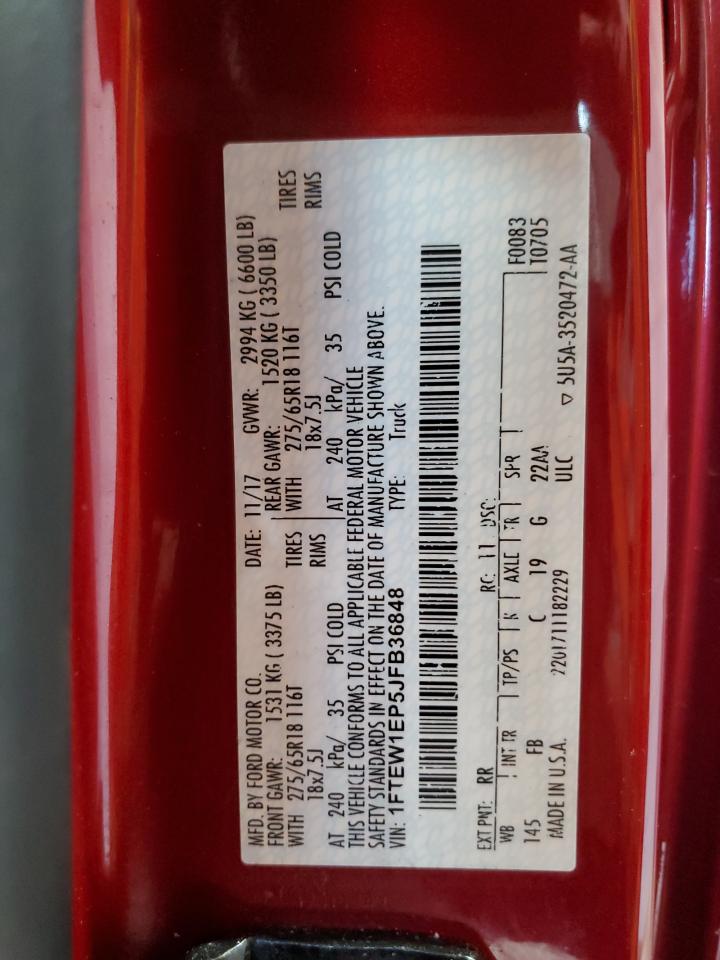 MFD. BY FORD MOTOR CO. DATE: 11/17 GVWR: 2994 KG ( 6600 LB)
FRONT GAWR: 1531 KG ( 3375 LB) REAR GAWR: 1520 KG ( 3350 LB)
WITH 275/65R18 116T TIRES WITH 275/65R18 116T TIRES
18x7.5J RIMS 18x7.5J RIMS
AT 240 kPa/ 35 PSI COLD AT 240 kPa/ 35 PSI COLD
THIS VEHICLE CONFORMS TO ALL APPLICABLE FEDERAL MOTOR VEHICLE
SAFETY STANDARDS IN EFFECT ON THE DATE OF MANUFACTURE SHOWN ABOVE.
VIN: 1FTEW1EP5JFB36848 TYPE: Truck
EXT PNT: RR RC: 11 DSO: F0083
WB INT TR TP/PS R AXLE TR SPR T0705
145 FB C 19 G 22AA
MADE IN U.S.A. 2201711182229 ULC ▽ 5U5A-3520472-AA